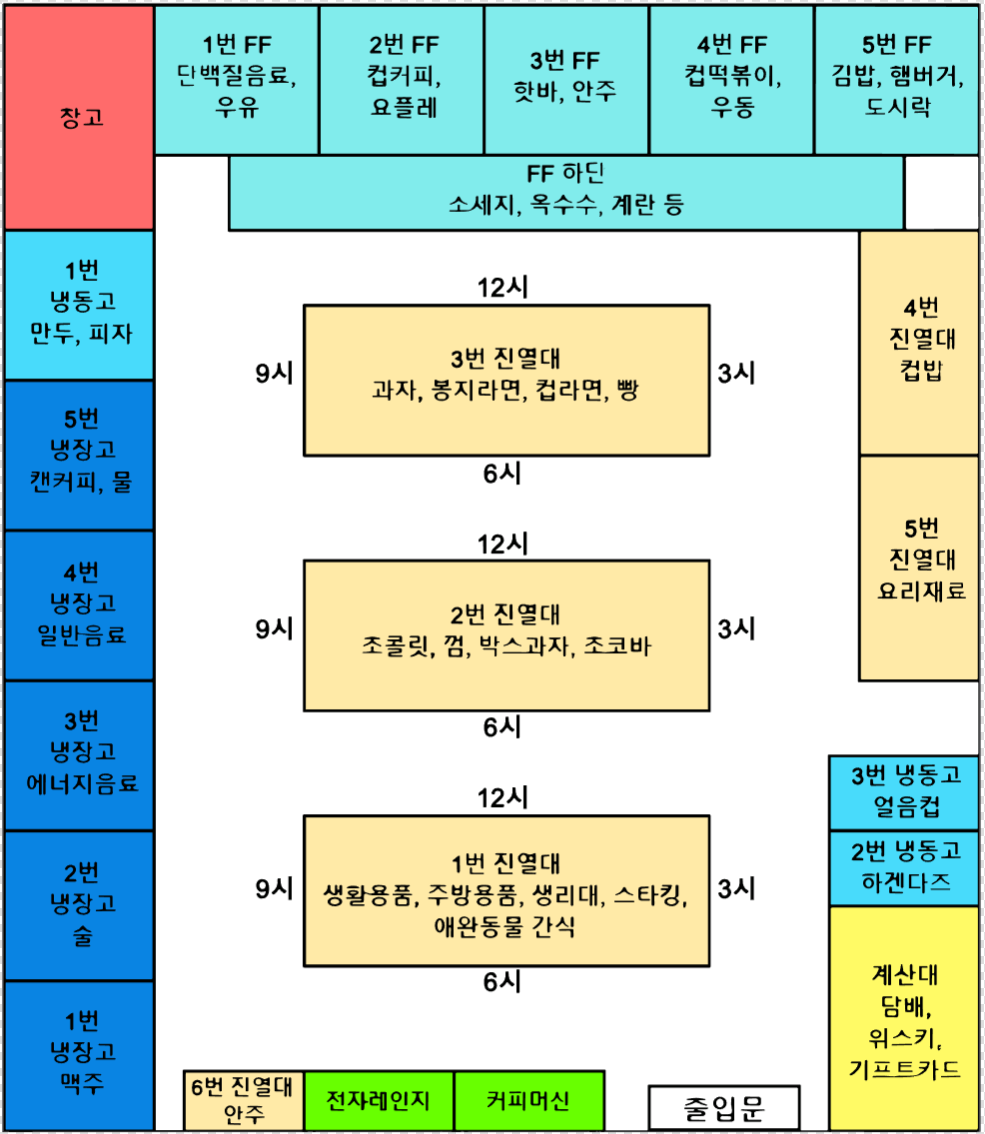 창고
1번 FF
단백질음료,
우유
2번 FF
컵커피,
요플레
3번 FF
핫바, 안주
4번 FF
컵떡볶이,
우동
5번 FF
김밥, 햄버거,
도시락
FF 하딘
소세지, 옥수수, 계란 등
1번
냉동고
만두, 피자
5번
냉장고
캔커피, 물
4번
냉장고
일반음료
3번
냉장고
에너지음료
2번
냉장고
술
1번
냉장고
맥주
12시
9시
3번 진열대
과자, 봉지라면, 컵라면, 빵
3시
6시
12시
9시
2번 진열대
초콜릿, 껌, 박스과자, 초코바
3시
6시
12시
9시
1번 진열대
생활용품, 주방용품, 생리대, 스타킹,
애완동물 간식
3시
6시
4번
진열대
컵밥
5번
진열대
요리재료
3번 냉동고
얼음컵
2번 냉동고
하겐다즈
계산대
담배,
위스키,
기프트카드
6번 진열대
안주
전자레인지
커피머신
출입문